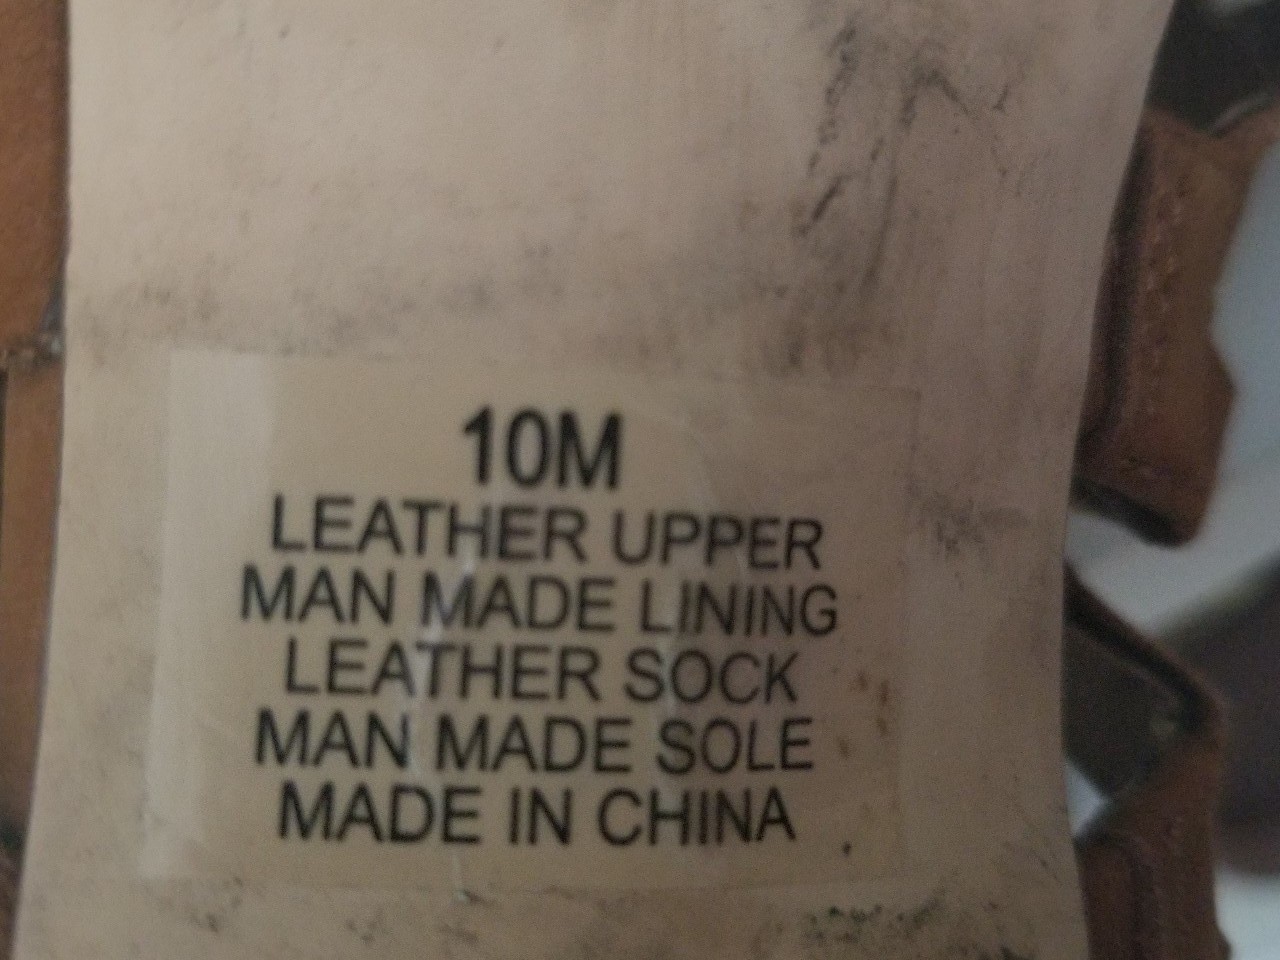 10M
LEATHER UPPER
MAN MADE LINING
LEATHER SOCK
MAN MADE SOLE
MADE IN CHINA